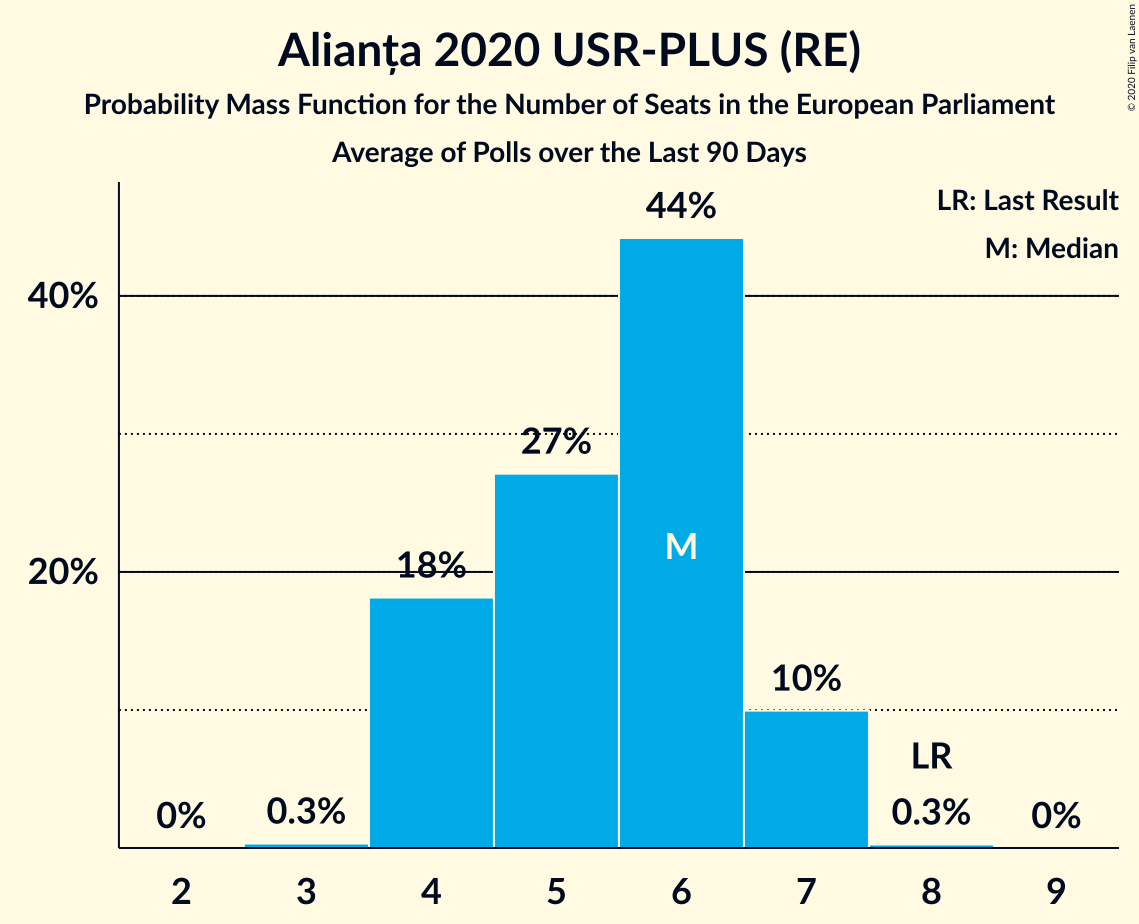 Alianța 2020 USR-PLUS (RE)
Probability Mass Function for the Number of Seats in the European Parliament
Average of Polls over the Last 90 Days
© 2020 Filip van Laenen
LR: Last Result
M: Median
44%
40%
27%
M
20%
18%
10%
LR
0%
0.3%
0.3%
0%
2 3 4 5 6 7 8 9